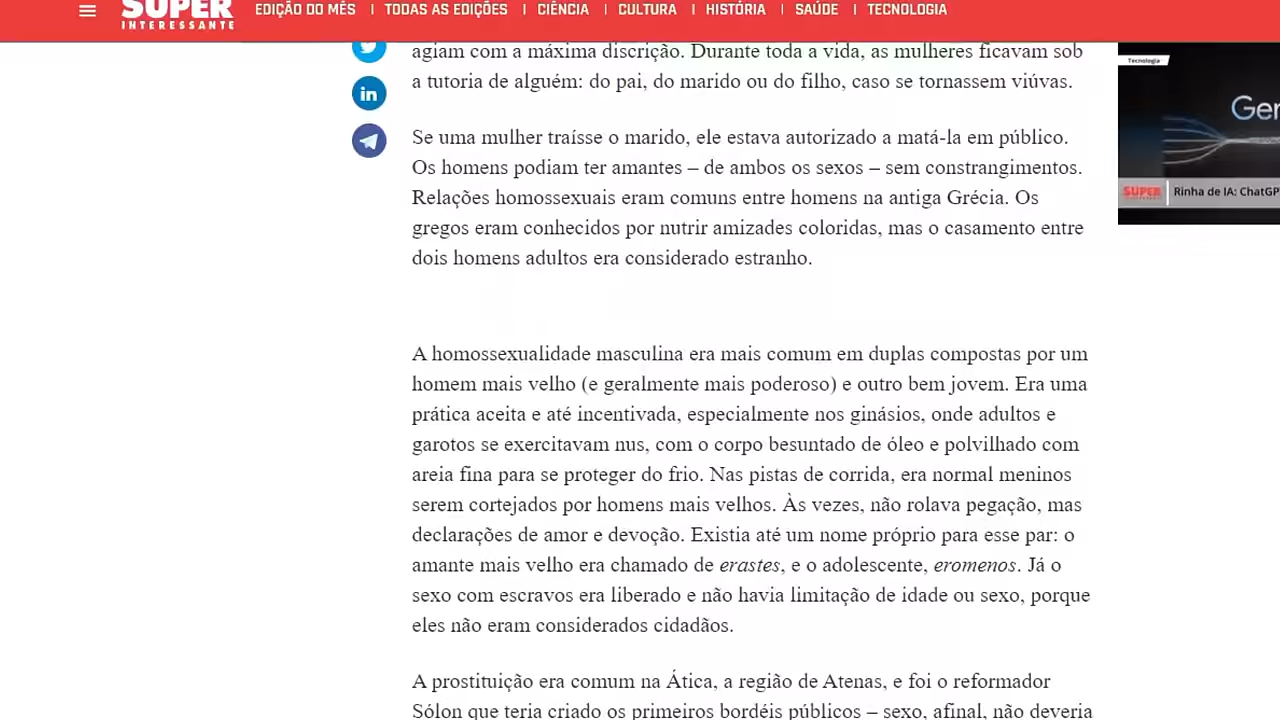 SUPER
INTERESSANTE
EDIÇÃO DO MÊS | TODAS AS EDIÇÕES | CIÊNCIA | CULTURA | HISTÓRIA | SAÚDE | TECNOLOGIA
agiam com a máxima discrição. Durante toda a vida, as mulheres ficavam sob
a tutoria de alguém: do pai, do marido ou do filho, caso se tornassem viúvas.
Se uma mulher traísse o marido, ele estava autorizado a matá-la em público.
Os homens podiam ter amantes – de ambos os sexos – sem constrangimentos.
Relações homossexuais eram comuns entre homens na antiga Grécia. Os
gregos eram conhecidos por nutrir amizades coloridas, mas o casamento entre
dois homens adultos era considerado estranho.
A homossexualidade masculina era mais comum em duplas compostas por um
homem mais velho (e geralmente mais poderoso) e outro bem jovem. Era uma
prática aceita e até incentivada, especialmente nos ginásios, onde adultos e
garotos se exercitavam nus, com o corpo besuntado de óleo e polvilhado com
areia fina para se proteger do frio. Nas pistas de corrida, era normal meninos
serem cortejados por homens mais velhos. Às vezes, não rolava pegação, mas
declarações de amor e devoção. Existia até um nome próprio para esse par: o
amante mais velho era chamado de erastes, e o adolescente, eromenos. Já o
sexo com escravos era liberado e não havia limitação de idade ou sexo, porque
eles não eram considerados cidadãos.
A prostituição era comum na Ática, a região de Atenas, e foi o reformador
Sólon que teria criado os primeiros bordéis públicos – sexo, afinal, não deveria
in
Tecnologia
Ger
SUPER
Rinha de IA: ChatGP